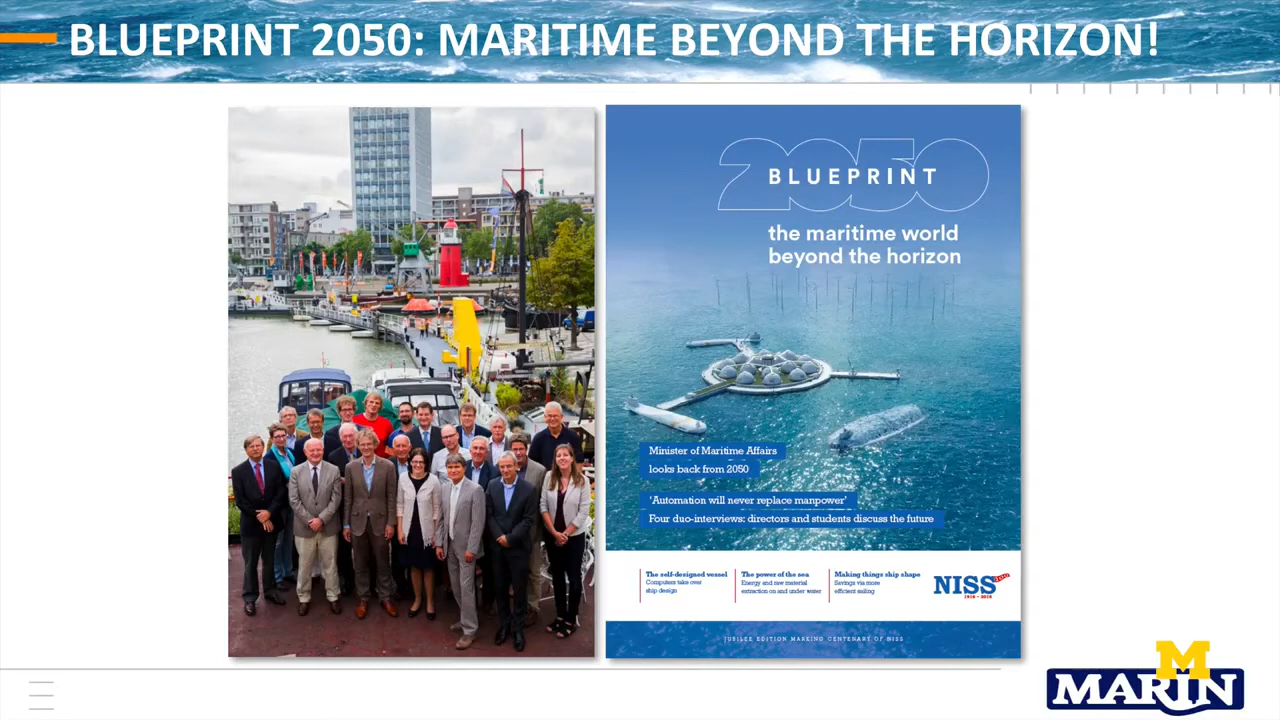 BLUEPRINT 2050: MARITIME BEYOND THE HORIZON!
2050
BLUEPRINT
the maritime world
beyond the horizon
Minister of Maritime Affairs
looks back from 2050
'Automation will never replace manpower'
Four duo-interviews: directors and students discuss the future
The self-designed vessel
Computers take over
ship design
The power of the sea
Energy and raw material
extraction on and under water
Making things ship shape
Savings via more
efficient sailing
NISS
1918 - 2018
JUBILEE EDITION MARKING CENTENARY OF NISS
M
MARIN